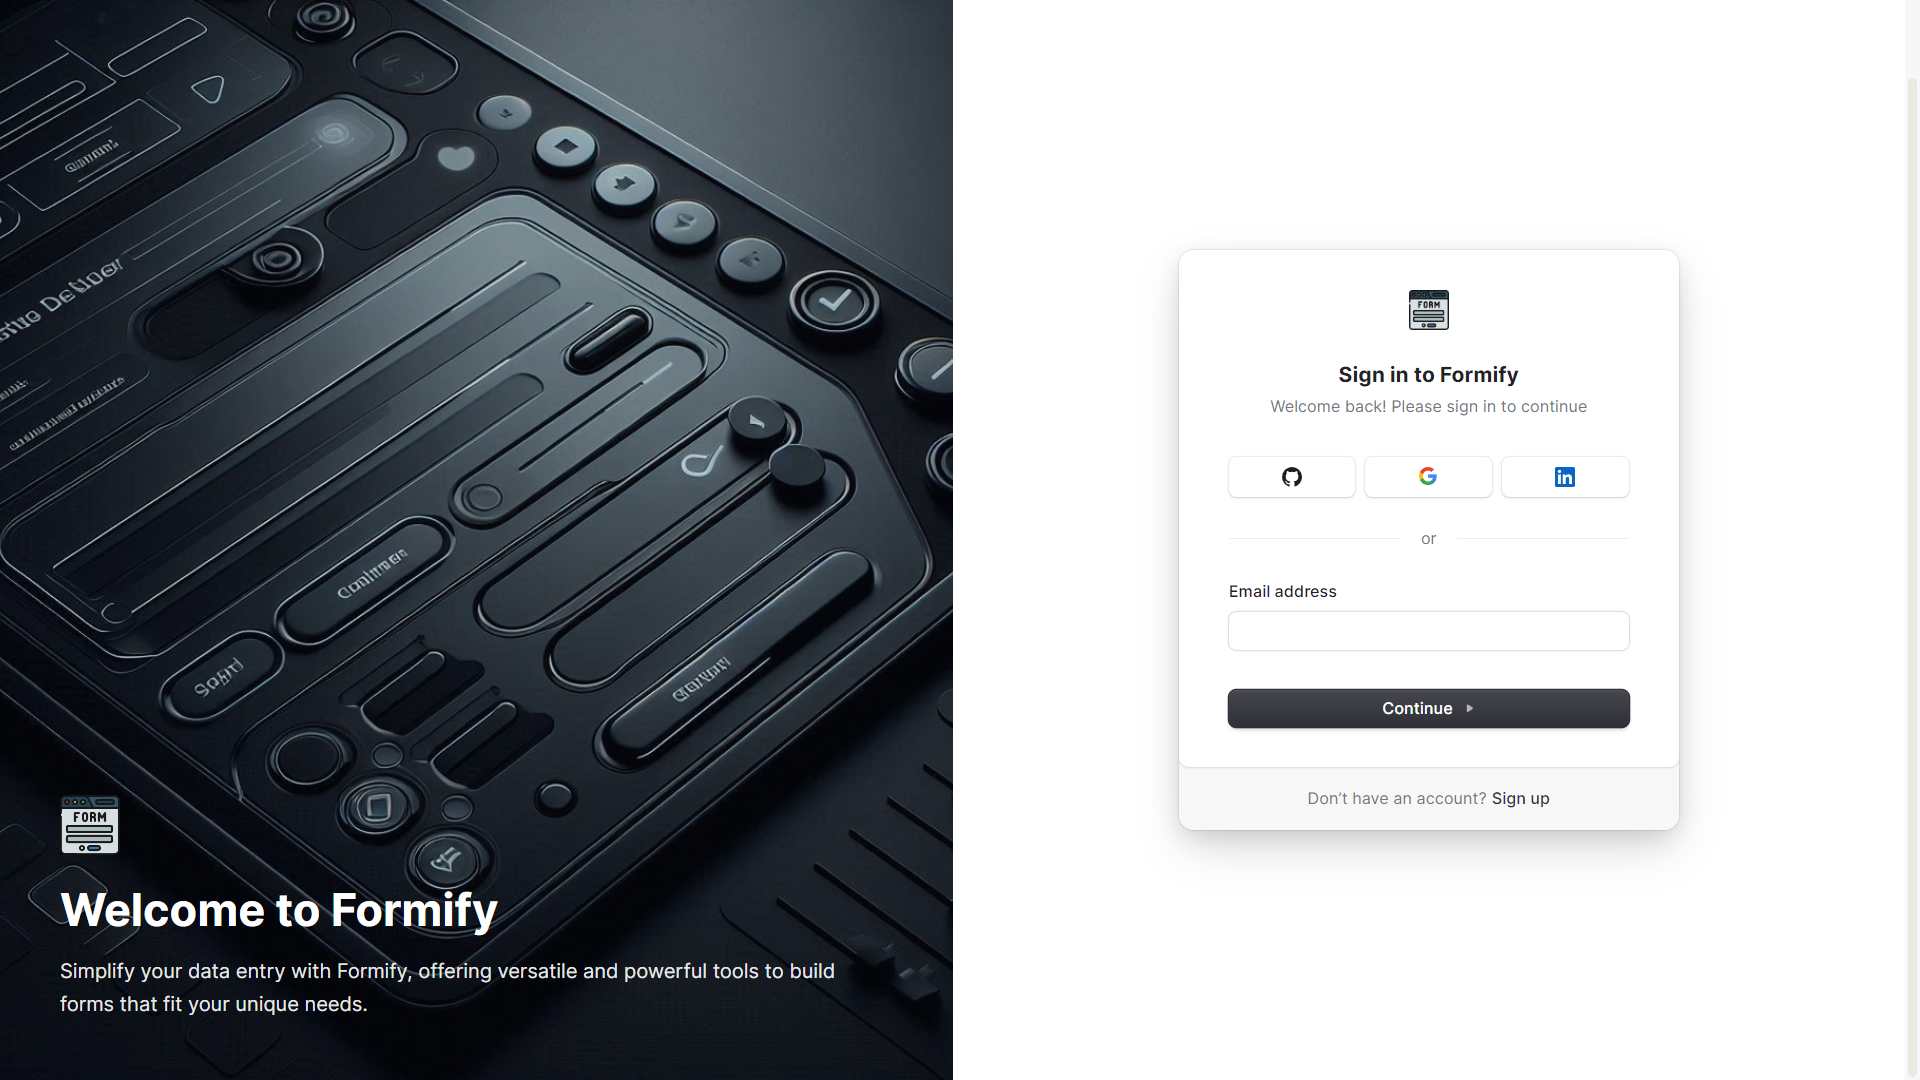 FORM
Welcome to Formify
Simplify your data entry with Formify, offering versatile and powerful tools to build
forms that fit your unique needs.
FORM
Sign in to Formify
Welcome back! Please sign in to continue
or
Email address
Continue
Don't have an account? Sign up